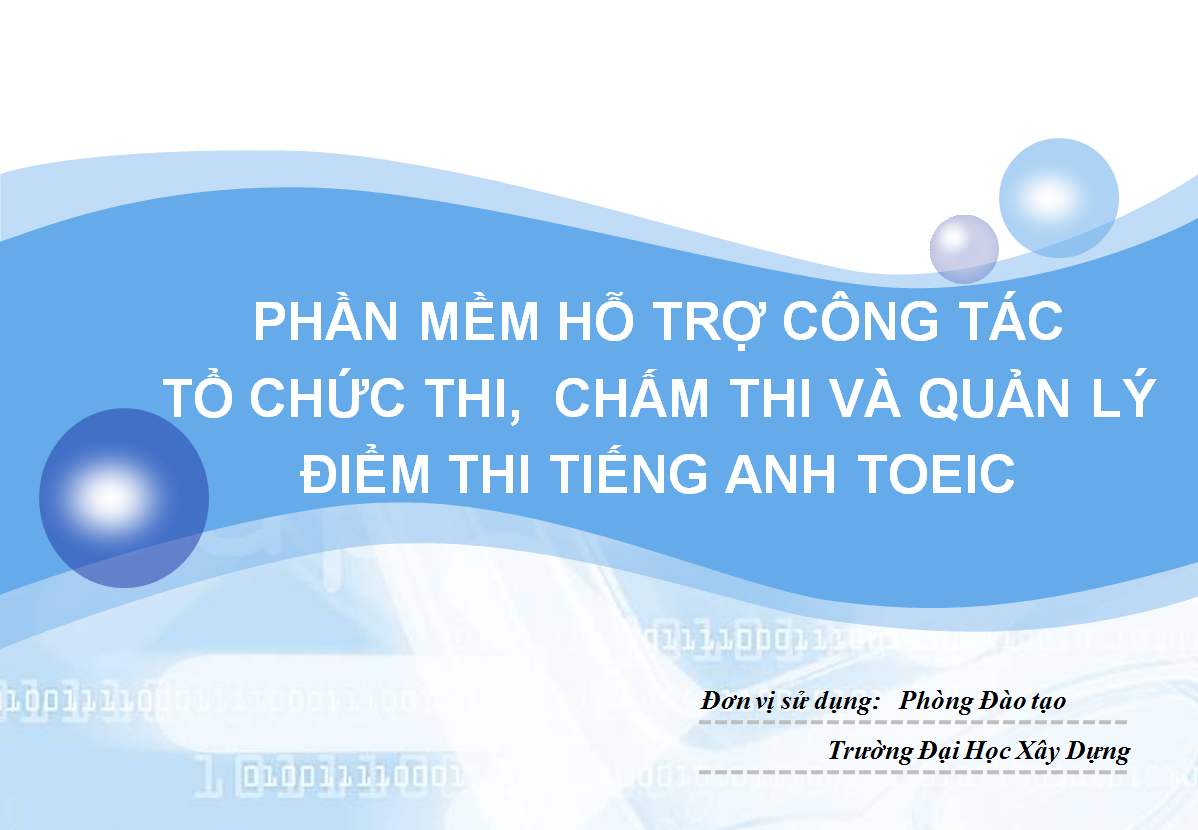 PHẦN MỀM HỖ TRỢ CÔNG TÁC
TỔ CHỨC THI, CHẤM THI VÀ QUẢN LÝ
ĐIỂM THI TIẾNG ANH TOEIC
Đơn vị sử dụng: Phòng Đào tạo
Trường Đại Học Xây Dựng